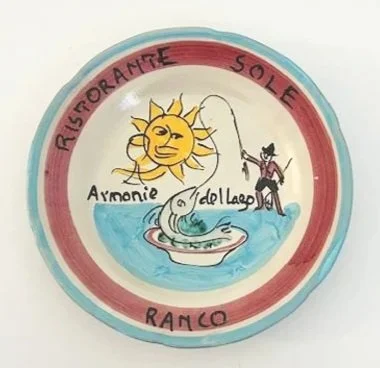 RISTORANTE SOLE
Armonie del Lago
RANCO